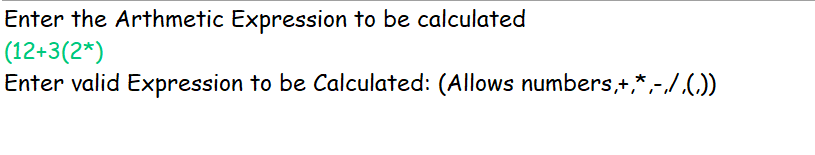 Enter the Arthmetic Expression to be calculated
(12+3(2*)
Enter valid Expression to be Calculated: (Allows numbers,+,*,-,/,(,))